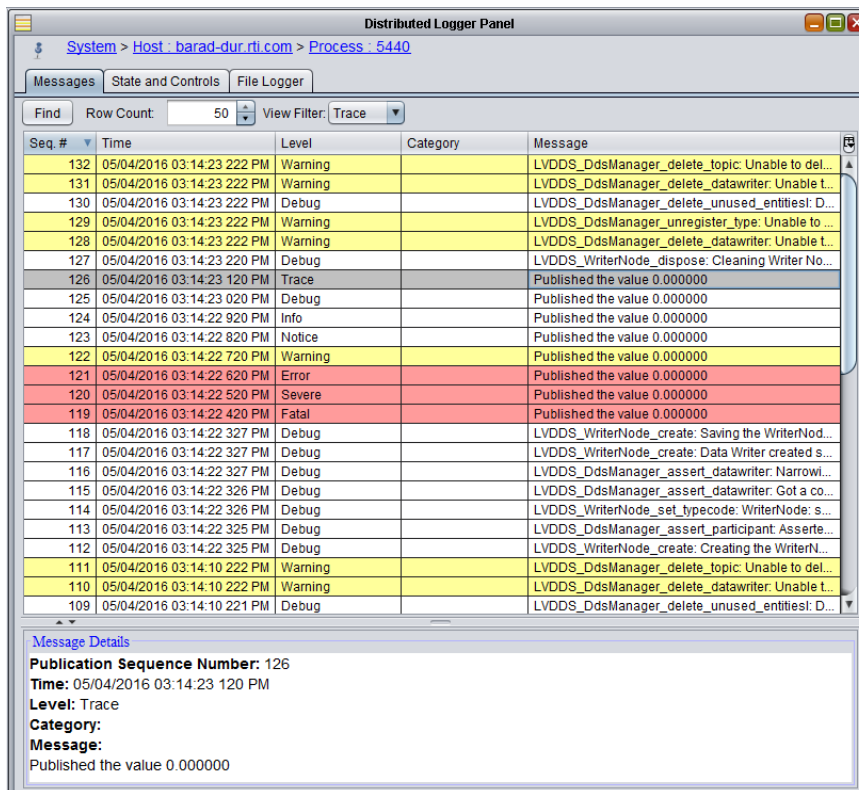 Distributed Logger Panel
System > Host : barad-dur.rti.com > Process : 5440
Messages State and Controls File Logger
Find Row Count: 50 View Filter: Trace
Seq. # Time Level Category Message
132 05/04/2016 03:14:23 222 PM Warning LVDDS_DdsManager_delete_topic: Unable to del...
131 05/04/2016 03:14:23 222 PM Warning LVDDS_DdsManager_delete_datawriter: Unable t...
130 05/04/2016 03:14:23 222 PM Debug LVDDS_DdsManager_delete_unused_entitiesI: D...
129 05/04/2016 03:14:23 222 PM Warning LVDDS_DdsManager_unregister_type: Unable to ...
128 05/04/2016 03:14:23 222 PM Warning LVDDS_DdsManager_delete_datawriter: Unable t...
127 05/04/2016 03:14:23 220 PM Debug LVDDS_WriterNode_dispose: Cleaning Writer No...
126 05/04/2016 03:14:23 120 PM Trace Published the value 0.000000
125 05/04/2016 03:14:23 020 PM Debug Published the value 0.000000
124 05/04/2016 03:14:22 920 PM Info Published the value 0.000000
123 05/04/2016 03:14:22 820 PM Notice Published the value 0.000000
122 05/04/2016 03:14:22 720 PM Warning Published the value 0.000000
121 05/04/2016 03:14:22 620 PM Error Published the value 0.000000
120 05/04/2016 03:14:22 520 PM Severe Published the value 0.000000
119 05/04/2016 03:14:22 420 PM Fatal Published the value 0.000000
118 05/04/2016 03:14:22 327 PM Debug LVDDS_WriterNode_create: Saving the WriterNod...
117 05/04/2016 03:14:22 327 PM Debug LVDDS_WriterNode_create: Data Writer created s...
116 05/04/2016 03:14:22 327 PM Debug LVDDS_DdsManager_assert_datawriter: Narrowi...
115 05/04/2016 03:14:22 326 PM Debug LVDDS_DdsManager_assert_datawriter: Got a co...
114 05/04/2016 03:14:22 326 PM Debug LVDDS_WriterNode_set_typecode: WriterNode: s...
113 05/04/2016 03:14:22 325 PM Debug LVDDS_DdsManager_assert_participant: Asserte...
112 05/04/2016 03:14:22 325 PM Debug LVDDS_WriterNode_create: Creating the WriterN...
111 05/04/2016 03:14:10 222 PM Warning LVDDS_DdsManager_delete_topic: Unable to del...
110 05/04/2016 03:14:10 222 PM Warning LVDDS_DdsManager_delete_datawriter: Unable t...
109 05/04/2016 03:14:10 221 PM Debug LVDDS_DdsManager_delete_unused_entitiesI: D...
Message Details
Publication Sequence Number: 126
Time: 05/04/2016 03:14:23 120 PM
Level: Trace
Category:
Message:
Published the value 0.000000